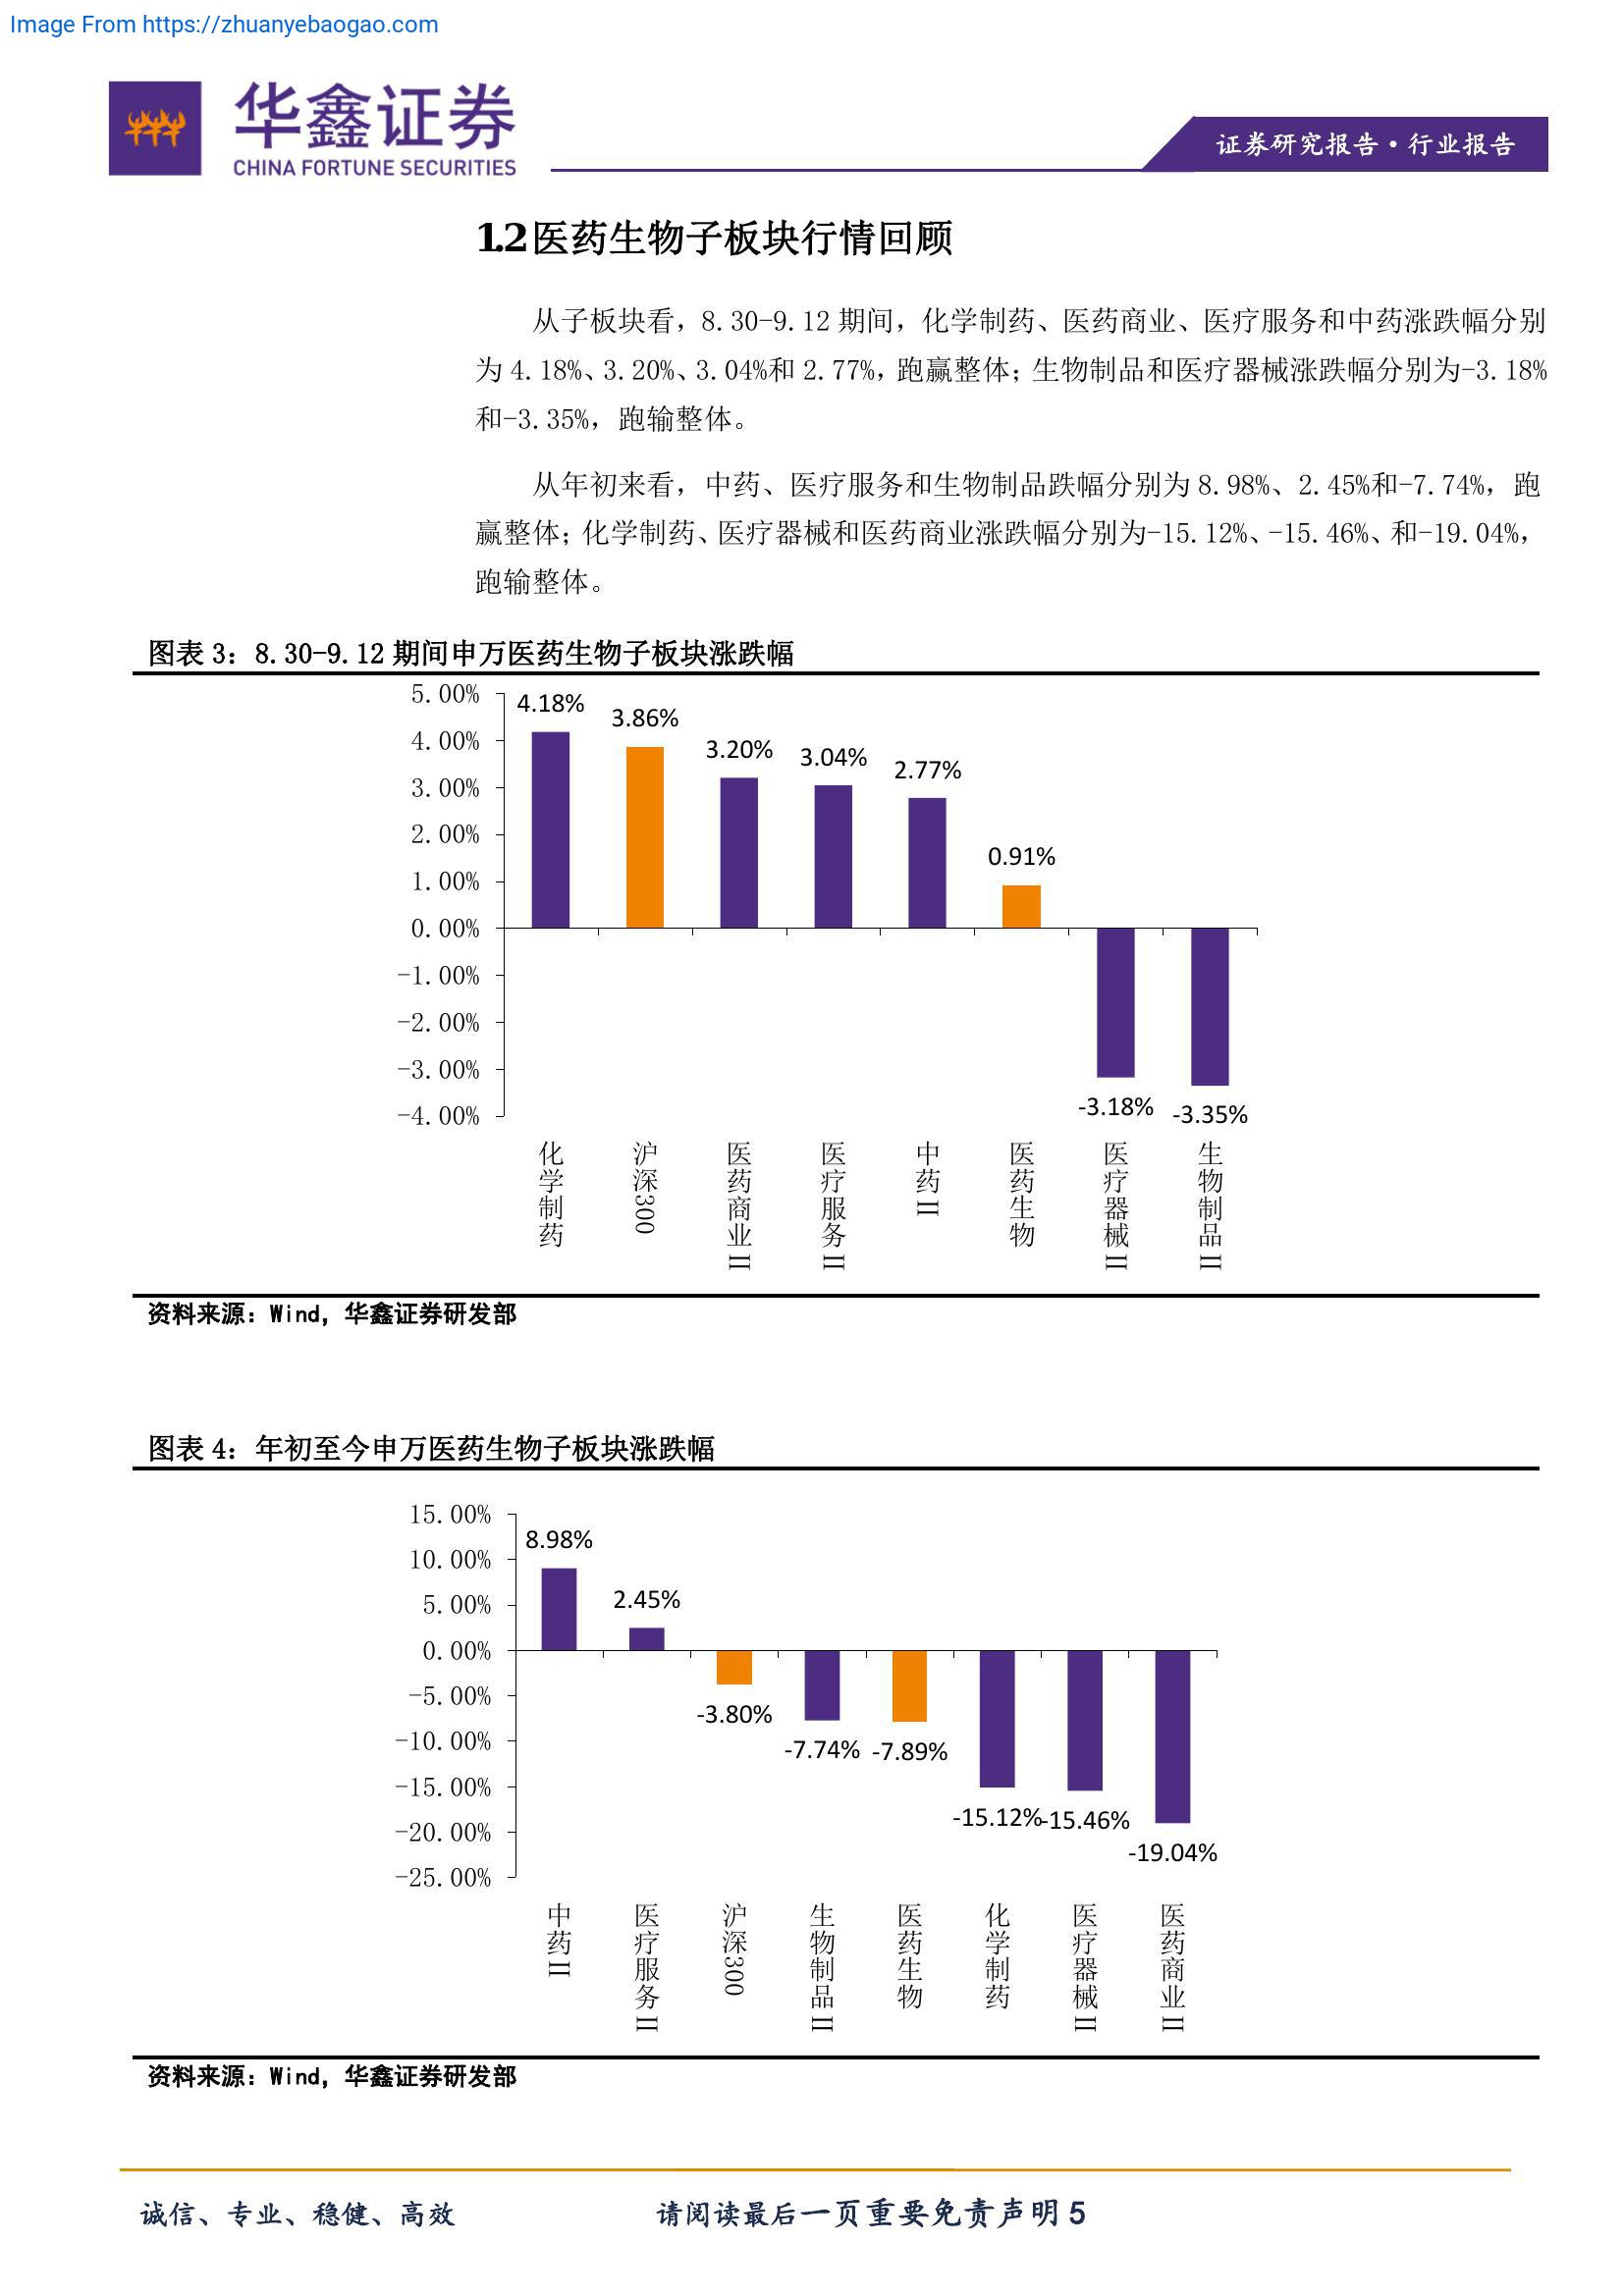 Image From https://zhuanyebaogao.com
华鑫证券
CHINA FORTUNE SECURITIES
证券研究报告·行业报告
1.2医药生物子板块行情回顾
从子板块看，8.30-9.12 期间，化学制药、医药商业、医疗服务和中药涨跌幅分别
为 4.18%、3.20%、3.04%和 2.77%，跑赢整体；生物制品和医疗器械涨跌幅分别为-3.18%
和-3.35%，跑输整体。
从年初来看，中药、医疗服务和生物制品跌幅分别为 8.98%、2.45%和-7.74%，跑
赢整体；化学制药、医疗器械和医药商业涨跌幅分别为-15.12%、-15.46%、和-19.04%，
跑输整体。
图表 3：8.30-9.12 期间申万医药生物子板块涨跌幅
5.00%
4.00%
3.00%
2.00%
1.00%
0.00%
-1.00%
-2.00%
-3.00%
-4.00%
4.18%
3.86%
3.20%
3.04%
2.77%
0.91%
-3.18%
-3.35%
化学制药
沪深300
医药商业Ⅱ
医疗服务Ⅱ
中药Ⅱ
医药生物
医疗器械Ⅱ
生物制品Ⅱ
资料来源：Wind，华鑫证券研发部
图表 4：年初至今申万医药生物子板块涨跌幅
15.00%
10.00%
5.00%
0.00%
-5.00%
-10.00%
-15.00%
-20.00%
-25.00%
8.98%
2.45%
-3.80%
-7.74%
-7.89%
-15.12%
-15.46%
-19.04%
中药Ⅱ
医疗服务Ⅱ
沪深300
生物制品Ⅱ
医药生物
化学制药
医疗器械Ⅱ
医药商业Ⅱ
资料来源：Wind，华鑫证券研发部
诚信、专业、稳健、高效
请阅读最后一页重要免责声明 5